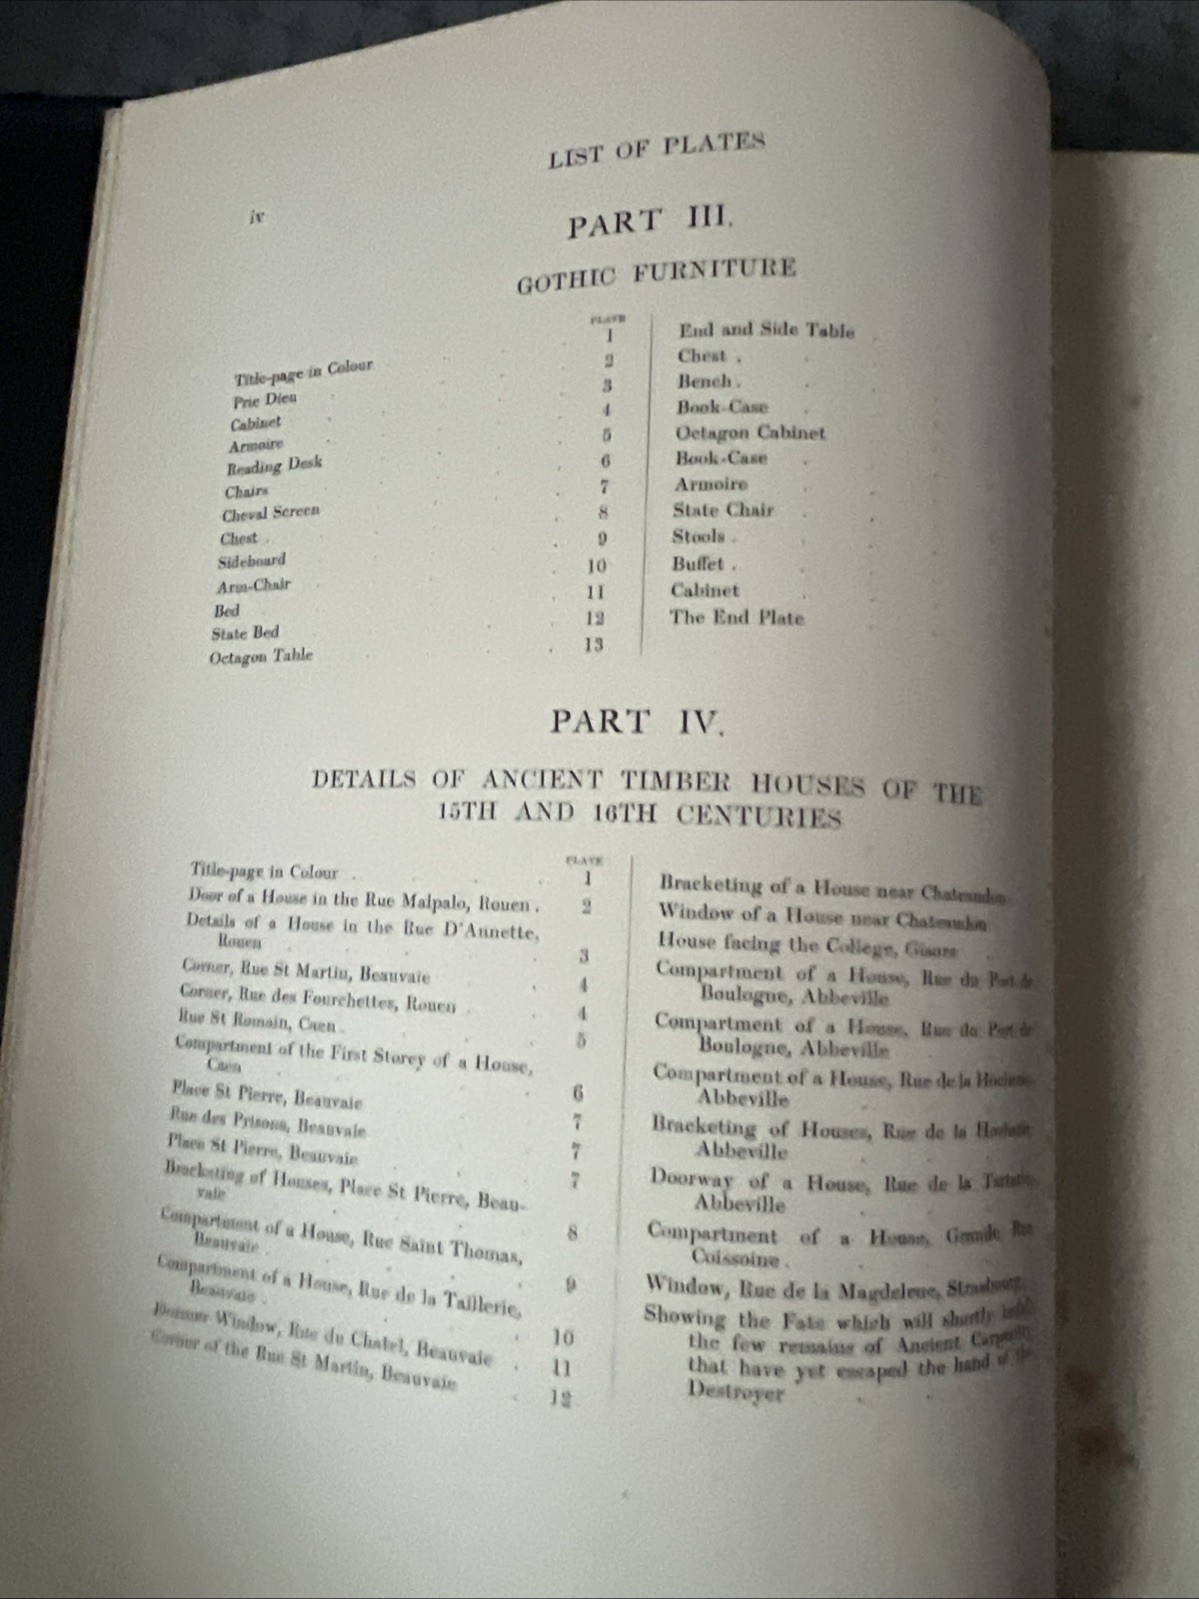 LIST OF PLATES
iv
PART III.
GOTHIC FURNITURE
PLATE
Title-page in Colour 1
Prie Dieu 2
Cabinet 3
Armoire 4
Reading Desk 5
Chairs 6
Cheval Screen 7
Chest 8
Sideboard 9
Arm-Chair 10
Bed 11
State Bed 12
Octagon Table 13
End and Side Table
Chest
Bench
Book-Case
Octagon Cabinet
Book-Case
Armoire
State Chair
Stools
Buffet
Cabinet
The End Plate
PART IV.
DETAILS OF ANCIENT TIMBER HOUSES OF THE
15TH AND 16TH CENTURIES
PLATE
Title-page in Colour 1
Door of a House in the Rue Malpalo, Rouen 2
Details of a House in the Rue D'Annette,
Rouen 3
Corner, Rue St Martin, Beauvaie 4
Corner, Rue des Fourchettes, Rouen 4
Rue St Romain, Caen 5
Compartment of the First Storey of a House,
Caen 6
Place St Pierre, Beauvaie 7
Rue des Prisons, Beauvaie 7
Place St Pierre, Beauvaie 7
Bracketing of Houses, Place St Pierre, Beau-
vaie 8
Compartment of a House, Rue Saint Thomas,
Beauvaie 9
Compartment of a House, Rue de la Taillerie,
Beauvaie 10
Dormer Window, Rue du Chatel, Beauvaie 11
Corner of the Rue St Martin, Beauvaie 12
Bracketing of a House near Chateaudun
Window of a House near Chateaudun
House facing the College, Gisors
Compartment of a House, Rue du Port de
Boulogne, Abbeville
Compartment of a House, Rue du Port de
Boulogne, Abbeville
Compartment of a House, Rue de la
Abbeville
Bracketing of Houses, Rue de la
Abbeville
Doorway of a House, Rue de la
Abbeville
Compartment of a House, Grande Rue
Coissoine
Window, Rue de la Magdelene, Strasbourg
Showing the Fate which will shortly
the few remains of Ancient
that have yet escaped the hand of the
Destroyer